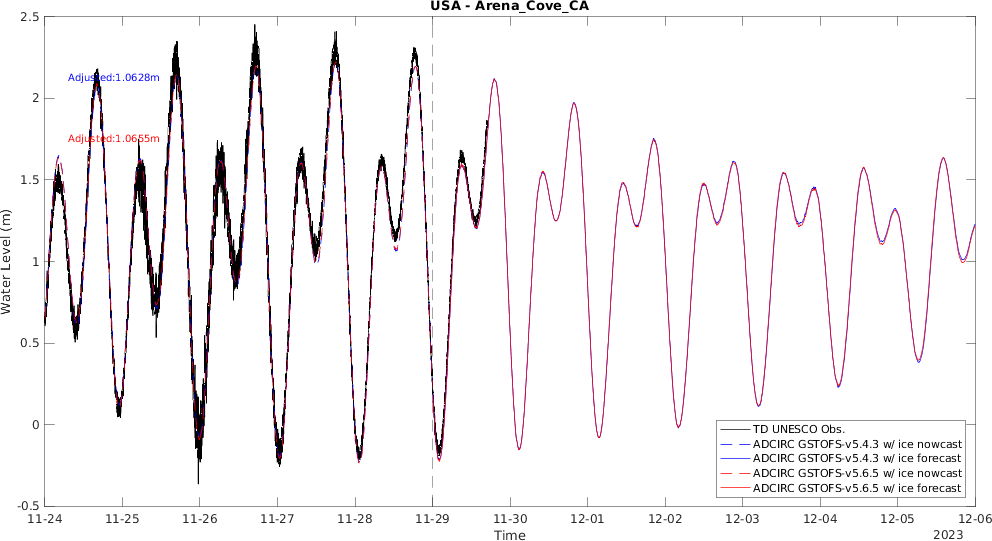 USA - Arena_Cove_CA
2.5
2
1.5
1
0.5
0
-0.5
Water Level (m)
Adjusted:1.0628m
Adjusted:1.0655m
TD UNESCO Obs.
ADCIRC GSTOFS-v5.4.3 w/ ice nowcast
ADCIRC GSTOFS-v5.4.3 w/ ice forecast
ADCIRC GSTOFS-v5.6.5 w/ ice nowcast
ADCIRC GSTOFS-v5.6.5 w/ ice forecast
11-24 11-25 11-26 11-27 11-28 11-29 11-30 12-01 12-02 12-03 12-04 12-05 12-06
Time
2023